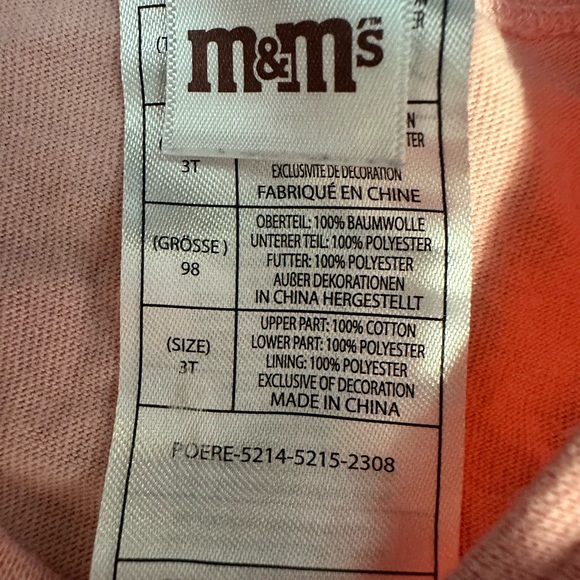 m&m's™
3T
EXCLUSIVITE DE DECORATION
FABRIQUÉ EN CHINE
(GRÖSSE)
98
OBERTEIL: 100% BAUMWOLLE
UNTERER TEIL: 100% POLYESTER
FUTTER: 100% POLYESTER
AUßER DEKORATIONEN
IN CHINA HERGESTELLT
(SIZE)
3T
UPPER PART: 100% COTTON
LOWER PART: 100% POLYESTER
LINING: 100% POLYESTER
EXCLUSIVE OF DECORATION
MADE IN CHINA
POERE-5214-5215-2308